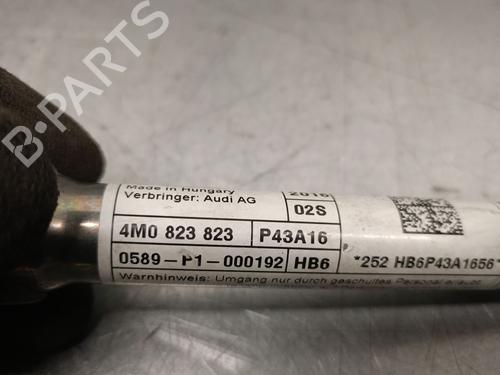 B-PARTS
Made in Hungary
Verbringer: Audi AG
02S
4M0 823 823 P43A16
0589-P1-000192 HB6
*252 HB6P43A1656*
Warnhinweis: Umgang nur durch geschultes Personal erlaubt